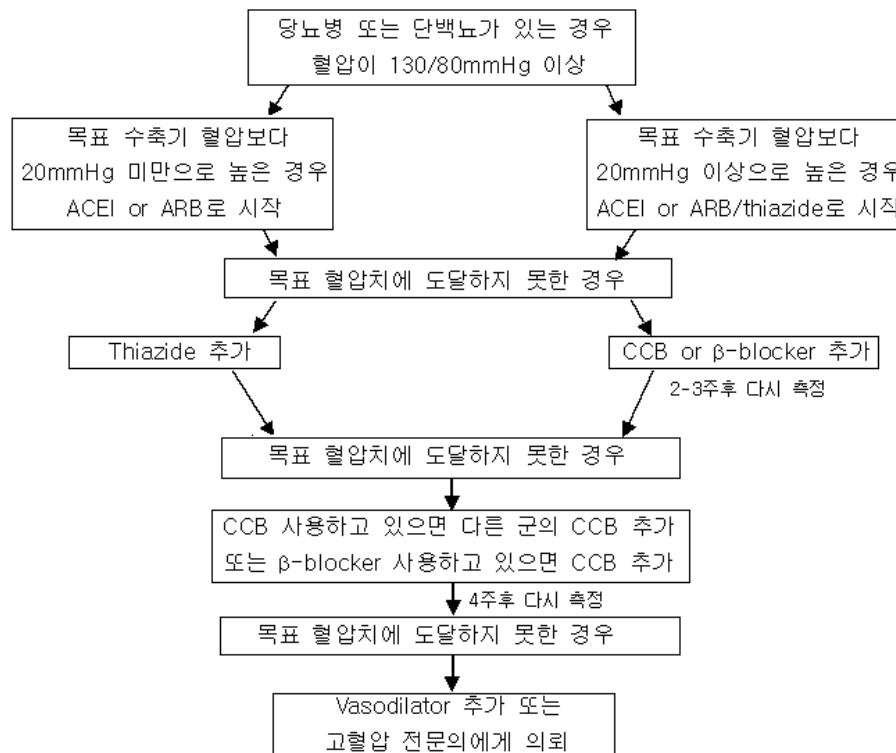 당뇨병 또는 단백뇨가 있는 경우
혈압이 130/80mmHg 이상
목표 수축기 혈압보다
20mmHg 미만으로 높은 경우
ACEI or ARB로 시작
목표 수축기 혈압보다
20mmHg 이상으로 높은 경우
ACEI or ARB/thiazide로 시작
목표 혈압치에 도달하지 못한 경우
Thiazide 추가
CCB or β-blocker 추가
2-3주후 다시 측정
목표 혈압치에 도달하지 못한 경우
CCB 사용하고 있으면 다른 군의 CCB 추가
또는 β-blocker 사용하고 있으면 CCB 추가
4주후 다시 측정
목표 혈압치에 도달하지 못한 경우
Vasodilator 추가 또는
고혈압 전문의에게 의뢰